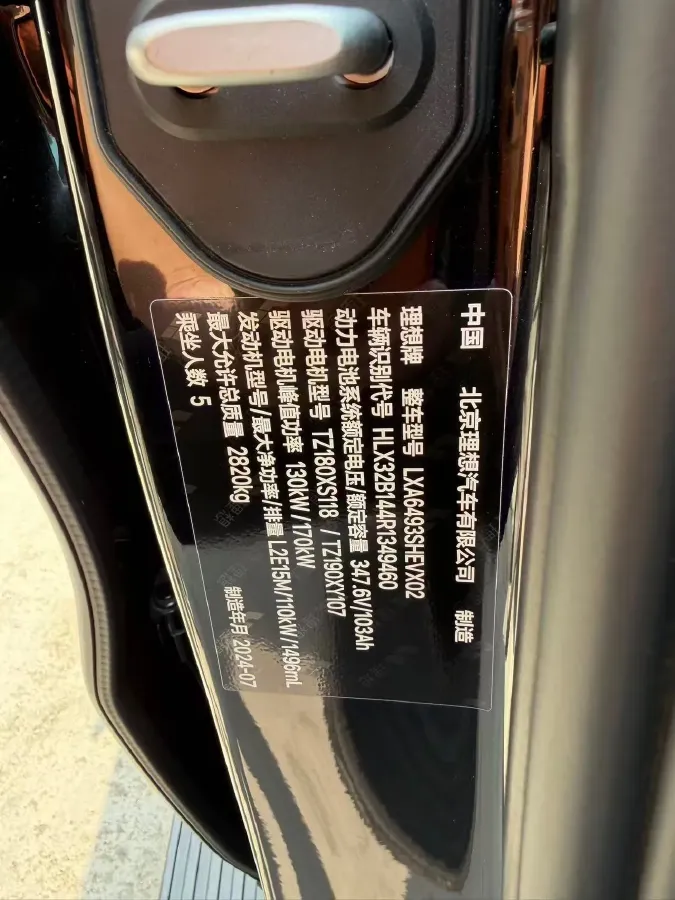 中国 北京理想汽车有限公司 制造
理想牌 整车型号 LXA6493SHEVX02
车辆识别代号 HLX32B144R1349460
动力电池系统额定电压/额定容量 347.6V/103Ah
驱动电机型号 TZ180XSY18 / TZ190XY107
驱动电机峰值功率 130kW/170kW
发动机型号/最大净功率/排量 L2E15M/110kW/1496mL
最大允许总质量 2820kg 制造年月 2024-07
乘坐人数 5